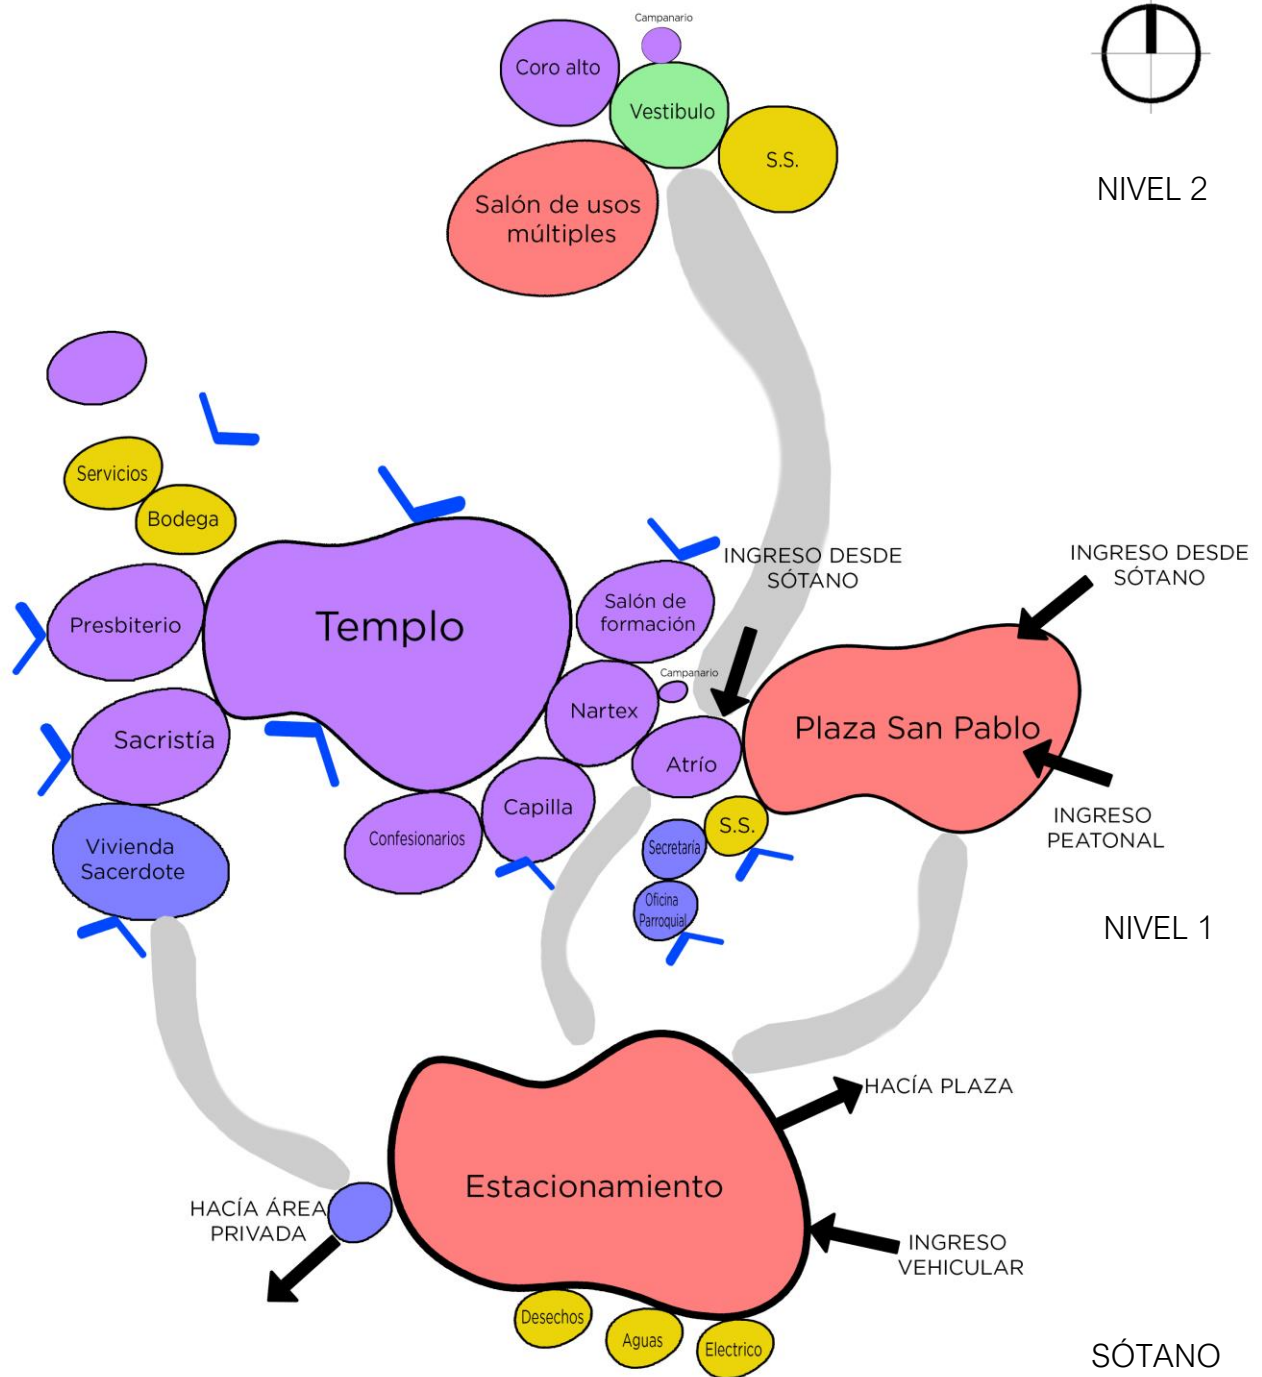 Campanario
Coro alto
Vestibulo
S.S.
Salón de usos
múltiples
NIVEL 2
Servicios
Bodega
Presbiterio
Templo
Salón de
formación
INGRESO DESDE
SÓTANO
INGRESO DESDE
SÓTANO
Campanario
Nartex
Plaza San Pablo
Sacristía
Atrío
Capilla
Confesionarios
S.S.
Secretaria
INGRESO
PEATONAL
Vivienda
Sacerdote
Oficina
Parroquial
NIVEL 1
HACÍA PLAZA
Estacionamiento
HACÍA ÁREA
PRIVADA
INGRESO
VEHICULAR
Desechos
Aguas
Electrico
SÓTANO